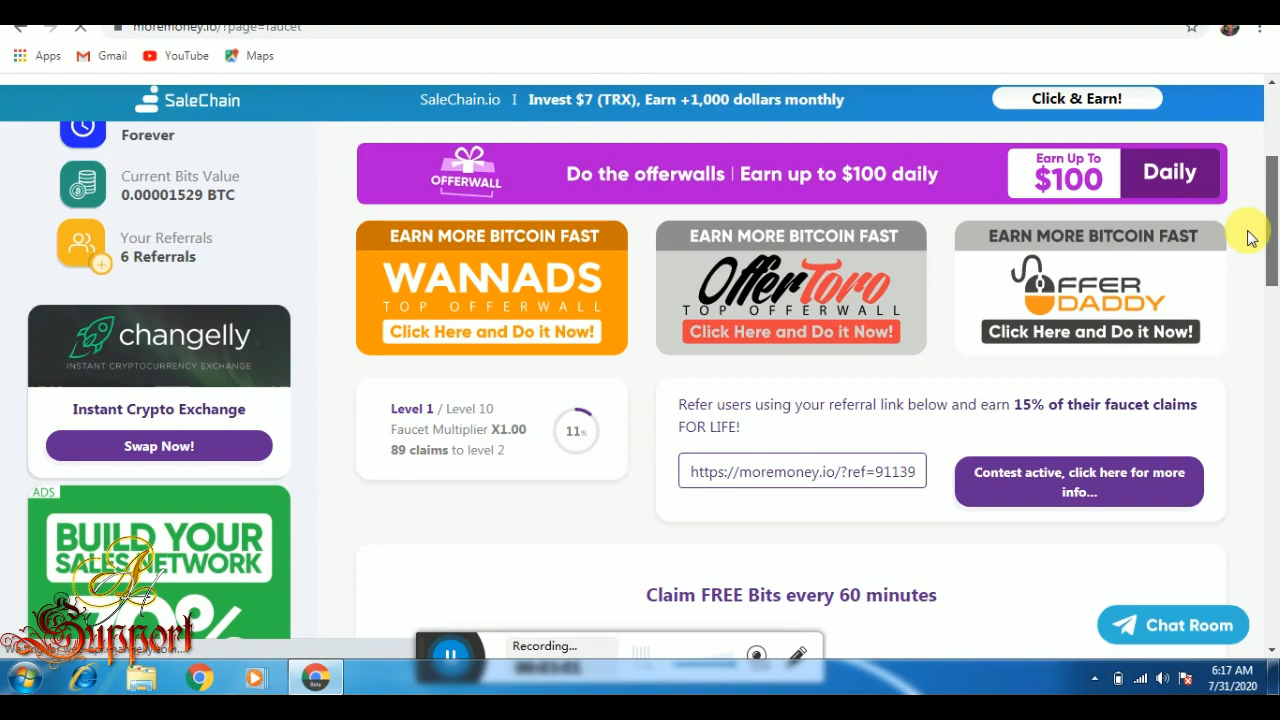 moremoney.io/?page=faucet
Apps
Gmail
YouTube
Maps
SaleChain
SaleChain.io I Invest $7 (TRX), Earn +1,000 dollars monthly
Click & Earn!
Forever
Current Bits Value
0.00001529 BTC
Your Referrals
6 Referrals
OFFERWALL
Do the offerwalls | Earn up to $100 daily
Earn Up To
$100
Daily
EARN MORE BITCOIN FAST
WANNADS
TOP OFFERWALL
Click Here and Do it Now!
EARN MORE BITCOIN FAST
OfferToro
TOP OFFERWALL
Click Here and Do it Now!
EARN MORE BITCOIN FAST
OFFER
DADDY
Click Here and Do it Now!
changelly
INSTANT CRYPTOCURRENCY EXCHANGE
Instant Crypto Exchange
Swap Now!
Level 1 / Level 10
Faucet Multiplier X1.00
89 claims to level 2
11%
Refer users using your referral link below and earn 15% of their faucet claims
FOR LIFE!
https://moremoney.io/?ref=91139
Contest active, click here for more
info...
ADS
BUILD YOUR
SALES NETWORK
70%
A
Support
Claim FREE Bits every 60 minutes
Chat Room
Recording...
6:17 AM
7/31/2020